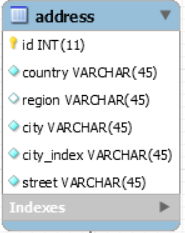 address
id INT(11)
country VARCHAR(45)
region VARCHAR(45)
city VARCHAR(45)
city_index VARCHAR(45)
street VARCHAR(45)
Indexes